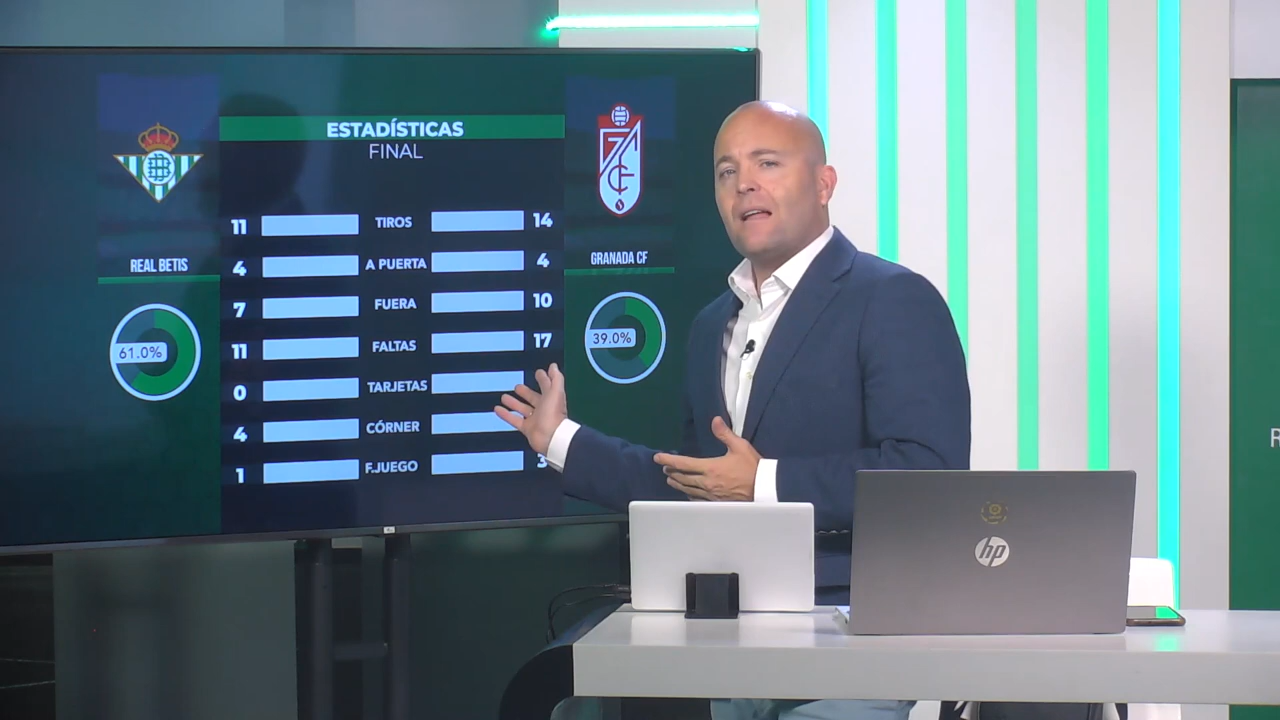 ESTADÍSTICAS
FINAL
11 TIROS 14
4 A PUERTA 4
7 FUERA 10
11 FALTAS 17
0 TARJETAS
4 CÓRNER
1 F.JUEGO
REAL BETIS
61.0%
GRANADA CF
39.0%
hp
R